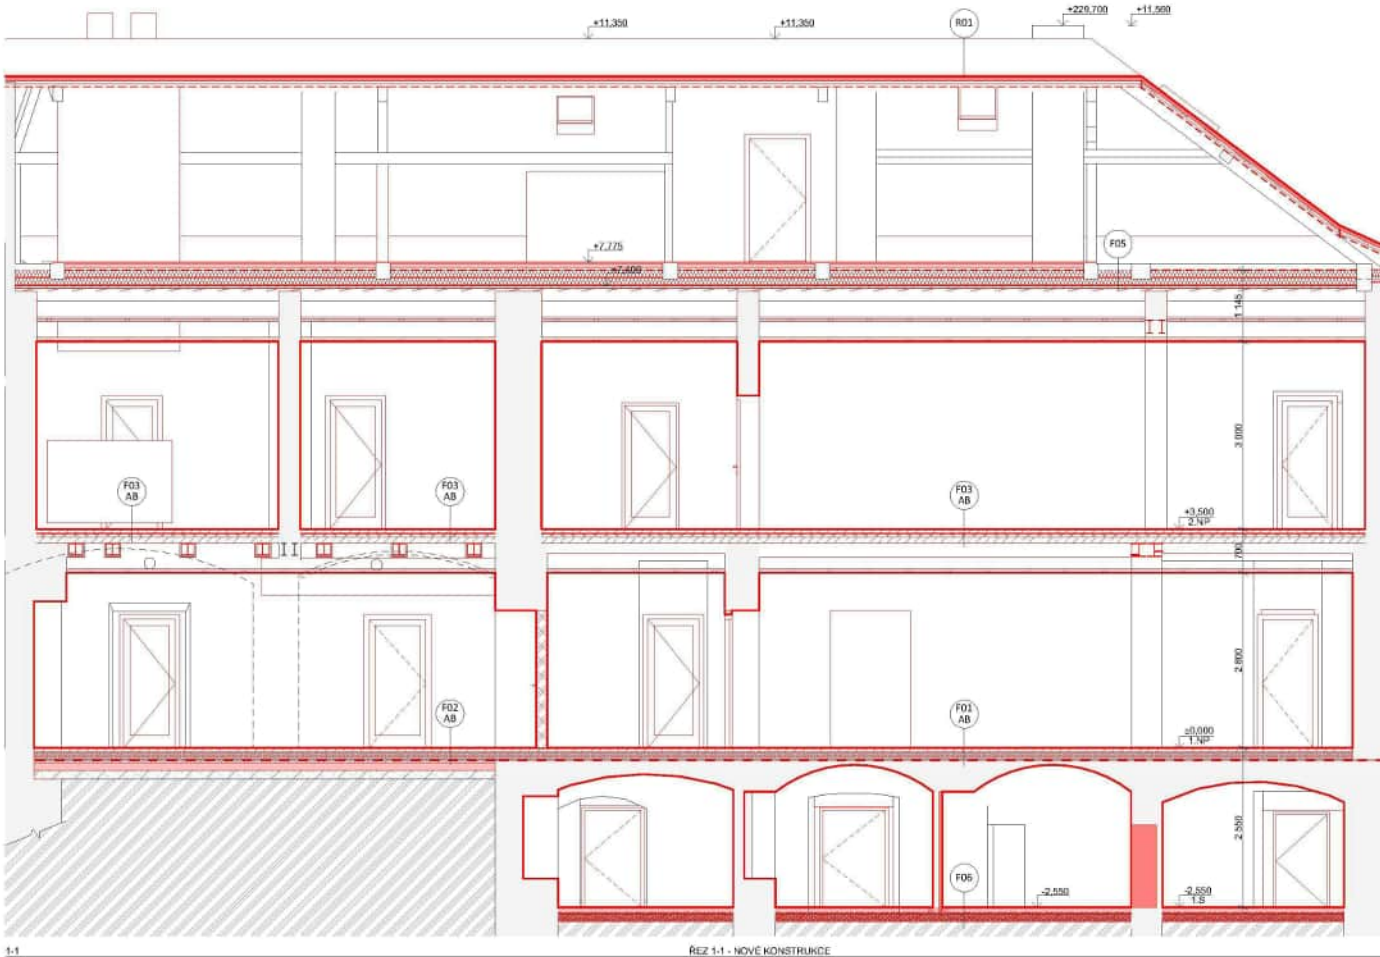 +11,350
+11,350
R01
+229,700
+11,500
+7,775
F05
+7,400
1 145
F03
AB
F03
AB
F03
AB
3 000
+3,500
2.NP
700
F02
AB
F01
AB
2 800
±0,000
1.NP
2 550
F06
-2,550
-2,550
1.S
1-1
ŘEZ 1-1 - NOVÉ KONSTRUKCE